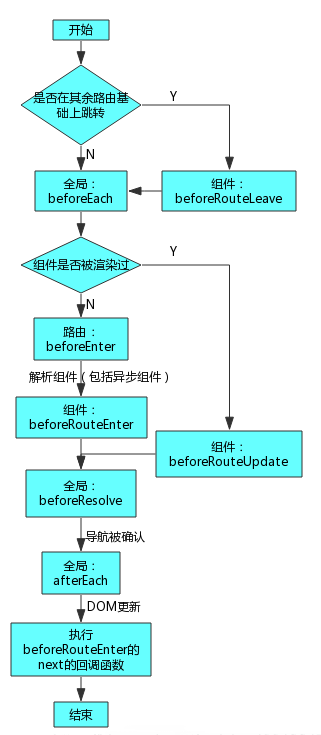 开始
是否在其余路由基
础上跳转
Y
N
全局：
beforeEach
组件：
beforeRouteLeave
组件是否被渲染过
Y
N
路由：
beforeEnter
解析组件（包括异步组件）
组件：
beforeRouteEnter
组件：
beforeRouteUpdate
全局：
beforeResolve
导航被确认
全局：
afterEach
DOM更新
执行
beforeRouteEnter的
next的回调函数
结束